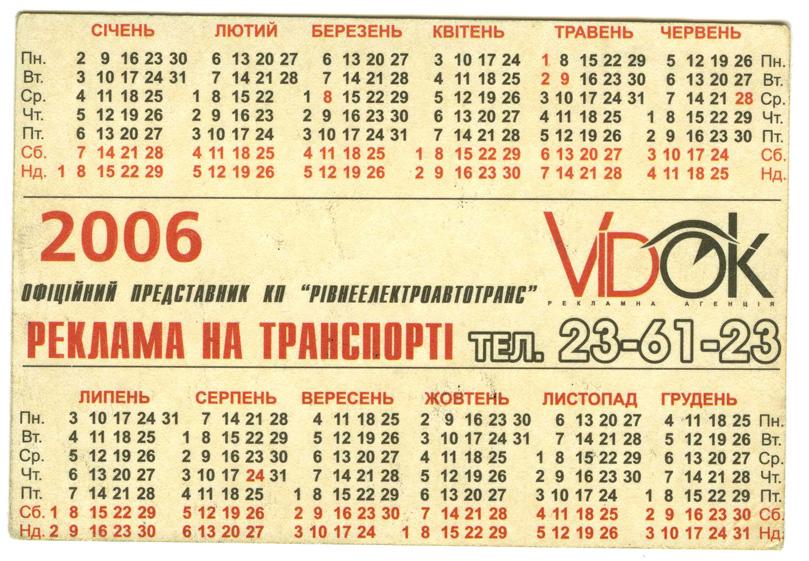 СІЧЕНЬ ЛЮТИЙ БЕРЕЗЕНЬ КВІТЕНЬ ТРАВЕНЬ ЧЕРВЕНЬ
Пн. 2 9 16 23 30 6 13 20 27 6 13 20 27 3 10 17 24 1 8 15 22 29 5 12 19 26 Пн.
Вт. 3 10 17 24 31 7 14 21 28 7 14 21 28 4 11 18 25 2 9 16 23 30 6 13 20 27 Вт.
Ср. 4 11 18 25 1 8 15 22 1 8 15 22 29 5 12 19 26 3 10 17 24 31 7 14 21 28 Ср.
Чт. 5 12 19 26 2 9 16 23 2 9 16 23 30 6 13 20 27 4 11 18 25 1 8 15 22 29 Чт.
Пт. 6 13 20 27 3 10 17 24 3 10 17 24 31 7 14 21 28 5 12 19 26 2 9 16 23 30 Пт.
Сб. 7 14 21 28 4 11 18 25 4 11 18 25 1 8 15 22 29 6 13 20 27 3 10 17 24 Сб.
Нд. 1 8 15 22 29 5 12 19 26 5 12 19 26 2 9 16 23 30 7 14 21 28 4 11 18 25 Нд.
2006
VІDOK
РЕКЛАМНА АГЕНЦІЯ
ОФІЦІЙНИЙ ПРЕДСТАВНИК КП "РІВНЕЕЛЕКТРОАВТОТРАНС"
РЕКЛАМА НА ТРАНСПОРТІ ТЕЛ. 23-61-23
ЛИПЕНЬ СЕРПЕНЬ ВЕРЕСЕНЬ ЖОВТЕНЬ ЛИСТОПАД ГРУДЕНЬ
Пн. 3 10 17 24 31 7 14 21 28 4 11 18 25 2 9 16 23 30 6 13 20 27 4 11 18 25 Пн.
Вт. 4 11 18 25 1 8 15 22 29 5 12 19 26 3 10 17 24 31 7 14 21 28 5 12 19 26 Вт.
Ср. 5 12 19 26 2 9 16 23 30 6 13 20 27 4 11 18 25 1 8 15 22 29 6 13 20 27 Ср.
Чт. 6 13 20 27 3 10 17 24 31 7 14 21 28 5 12 19 26 2 9 16 23 30 7 14 21 28 Чт.
Пт. 7 14 21 28 4 11 18 25 1 8 15 22 29 6 13 20 27 3 10 17 24 1 8 15 22 29 Пт.
Сб. 1 8 15 22 29 5 12 19 26 2 9 16 23 30 7 14 21 28 4 11 18 25 2 9 16 23 30 Сб.
Нд. 2 9 16 23 30 6 13 20 27 3 10 17 24 1 8 15 22 29 5 12 19 26 3 10 17 24 31 Нд.